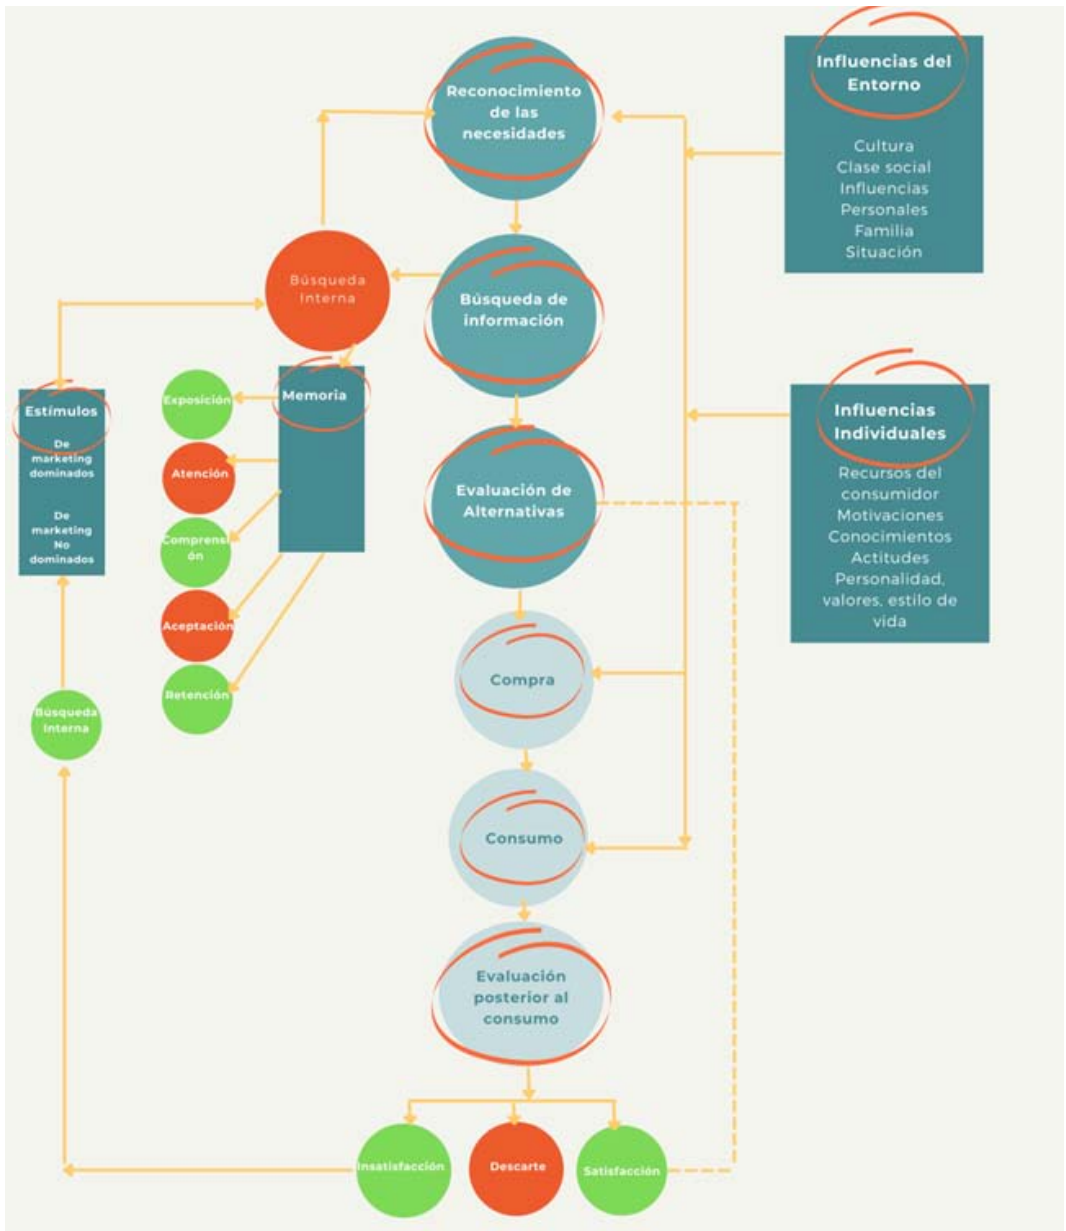 Reconocimiento
de las
necesidades
Influencias del
Entorno
Cultura
Clase social
Influencias
Personales
Familia
Situación
Búsqueda
Interna
Búsqueda de
información
Estímulos
De
marketing
dominados
De
marketing
No
dominados
Exposición
Atención
Comprensi
ón
Aceptación
Retención
Memoria
Evaluación de
Alternativas
Influencias
Individuales
Recursos del
consumidor
Motivaciones
Conocimientos
Actitudes
Personalidad,
valores, estilo de
vida
Búsqueda
Interna
Compra
Consumo
Evaluación
posterior al
consumo
Insatisfacción
Descarte
Satisfacción